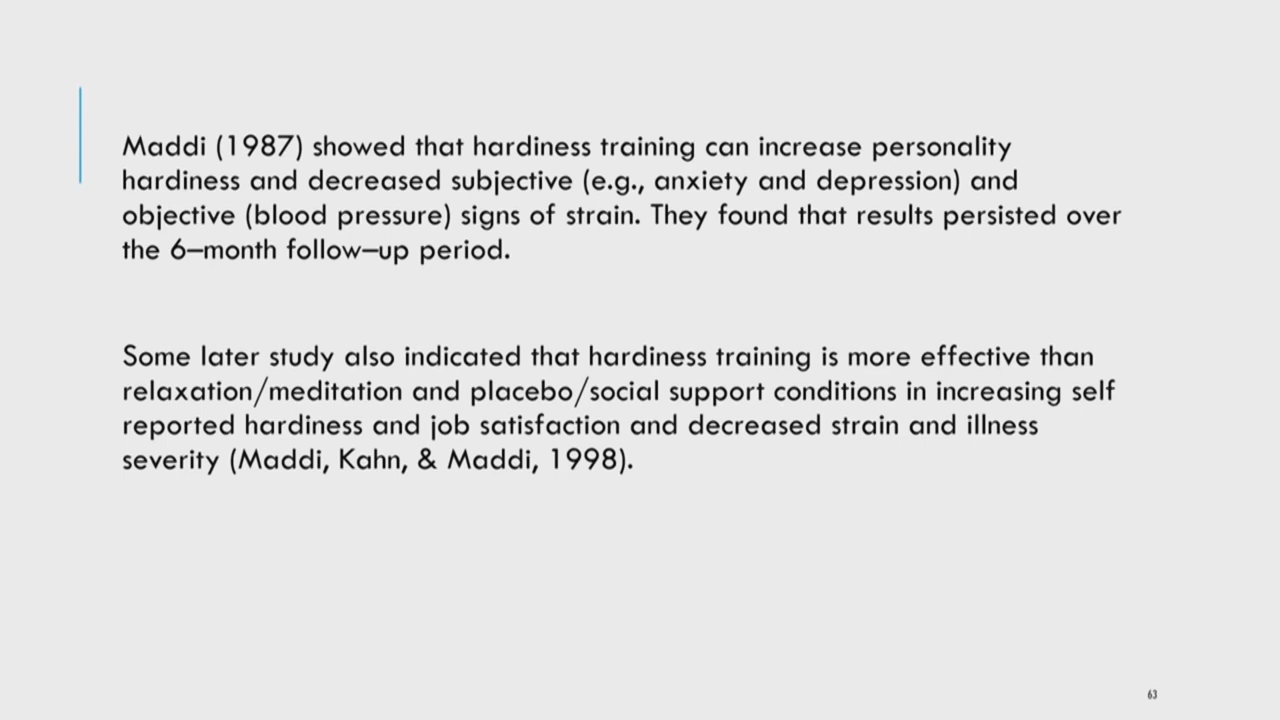 Maddi (1987) showed that hardiness training can increase personality
hardiness and decreased subjective (e.g., anxiety and depression) and
objective (blood pressure) signs of strain. They found that results persisted over
the 6–month follow–up period.
Some later study also indicated that hardiness training is more effective than
relaxation/meditation and placebo/social support conditions in increasing self
reported hardiness and job satisfaction and decreased strain and illness
severity (Maddi, Kahn, & Maddi, 1998).
63